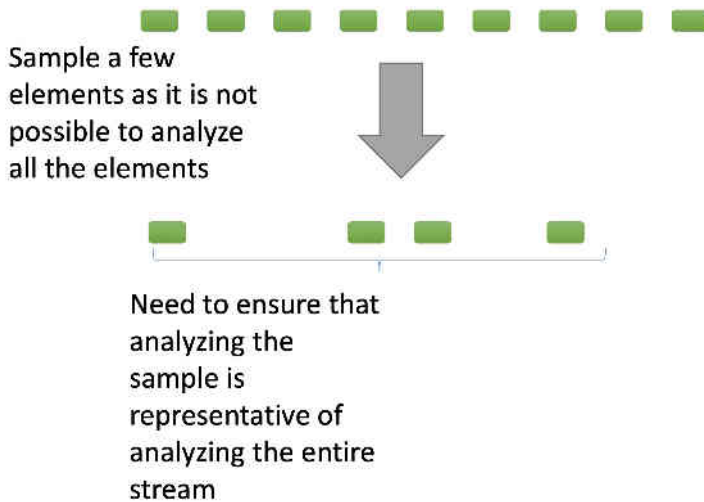 Sample a few
elements as it is not
possible to analyze
all the elements
Need to ensure that
analyzing the
sample is
representative of
analyzing the entire
stream